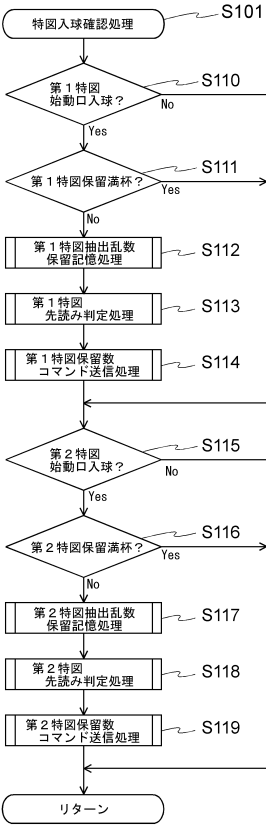 特図入球確認処理
S101
第１特図
始動口入球？
S110
No
Yes
第１特図保留満杯？
S111
Yes
No
第１特図抽出乱数
保留記憶処理
S112
第１特図
先読み判定処理
S113
第１特図保留数
コマンド送信処理
S114
第２特図
始動口入球？
S115
No
Yes
第２特図保留満杯？
S116
Yes
No
第２特図抽出乱数
保留記憶処理
S117
第２特図
先読み判定処理
S118
第２特図保留数
コマンド送信処理
S119
リターン